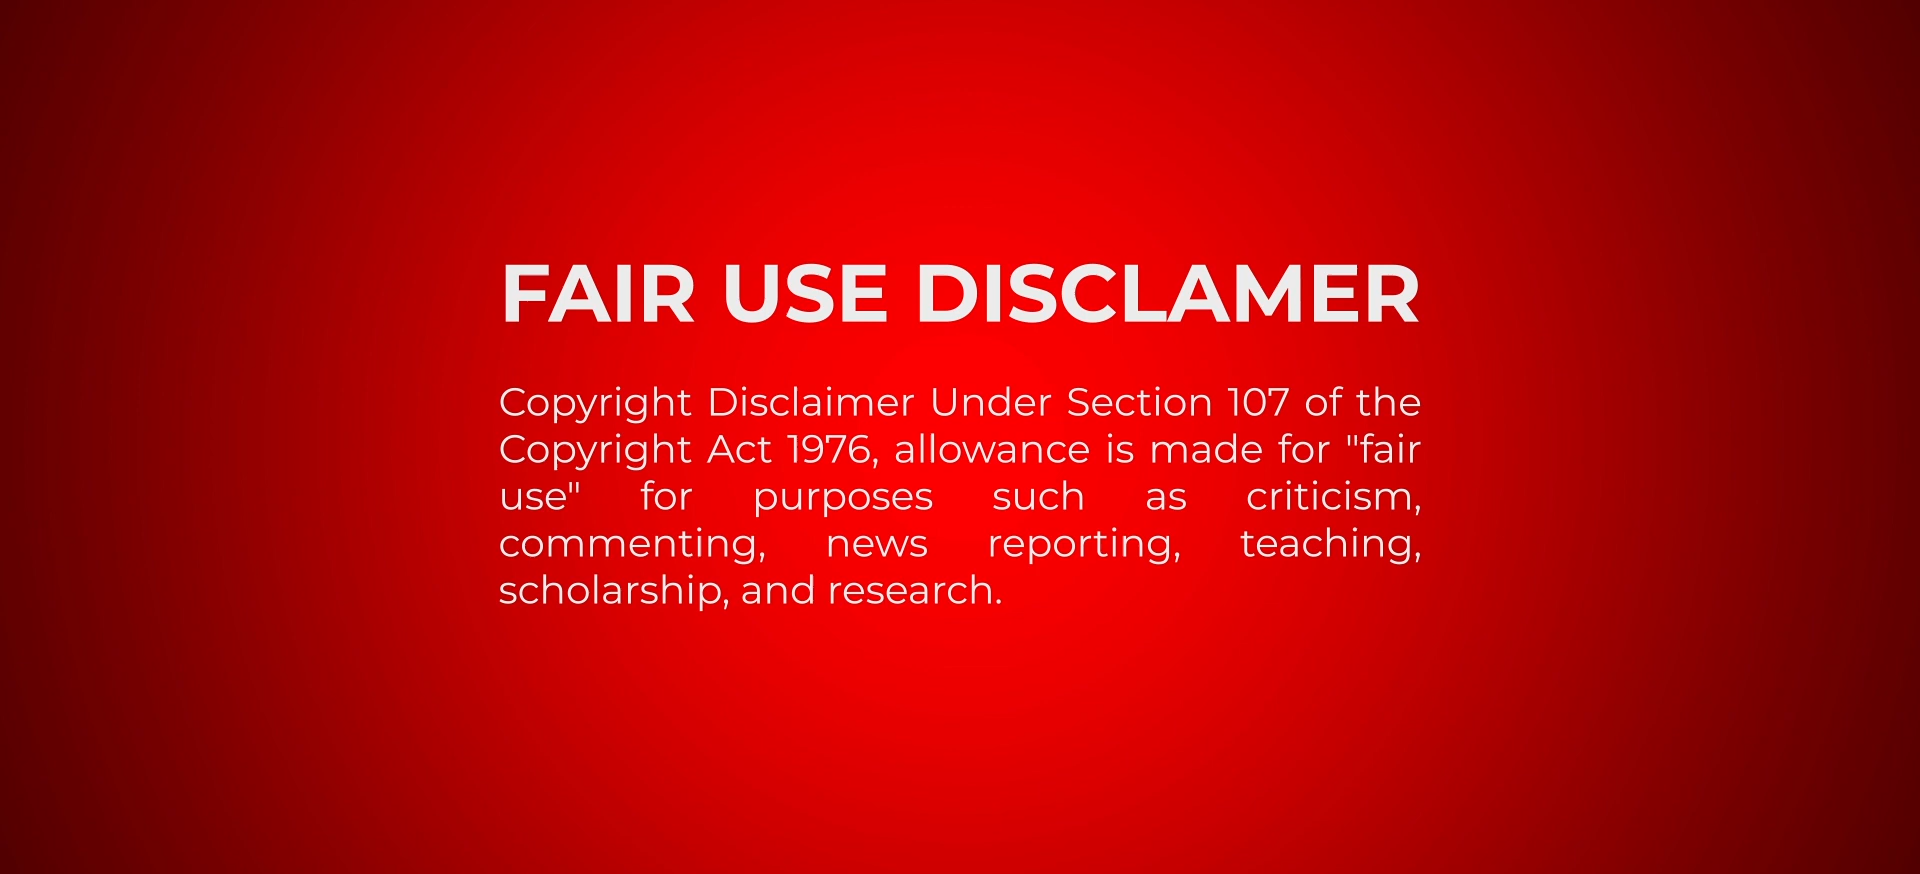 FAIR USE DISCLAMER
Copyright Disclaimer Under Section 107 of the
Copyright Act 1976, allowance is made for "fair
use" for purposes such as criticism,
commenting, news reporting, teaching,
scholarship, and research.